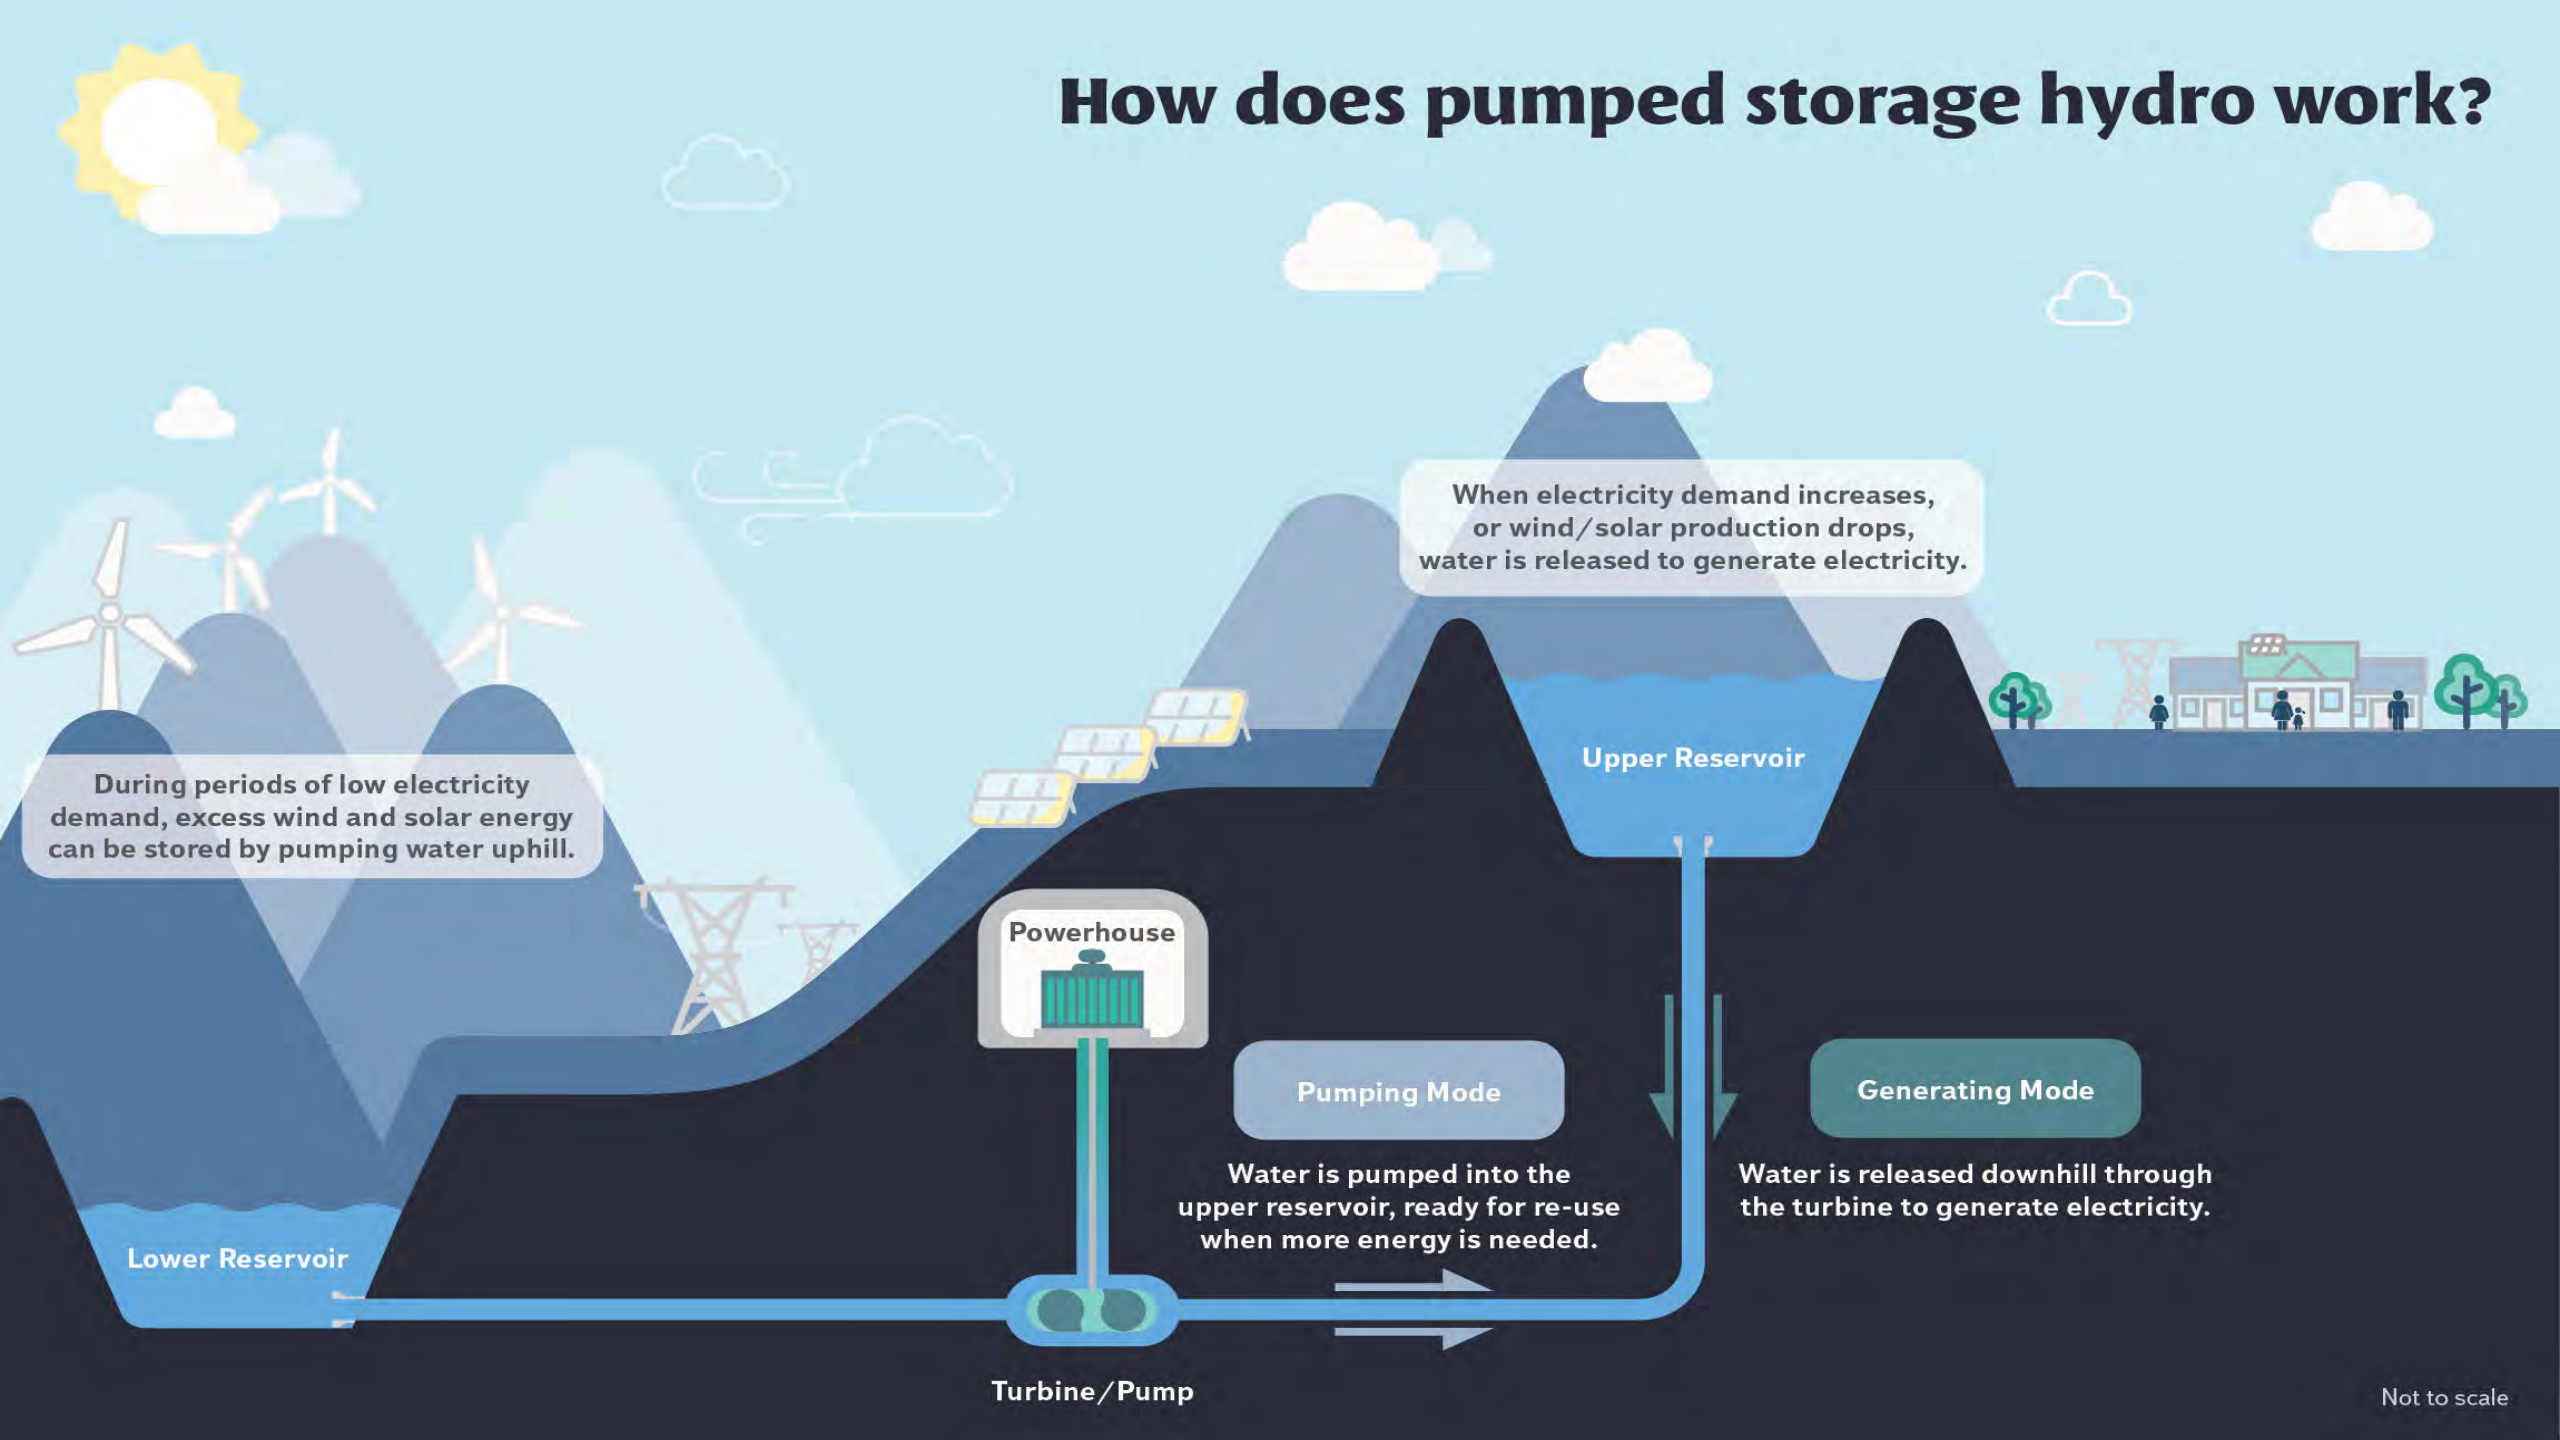 How does pumped storage hydro work?
When electricity demand increases,
or wind/solar production drops,
water is released to generate electricity.
During periods of low electricity
demand, excess wind and solar energy
can be stored by pumping water uphill.
Upper Reservoir
Powerhouse
Pumping Mode
Water is pumped into the
upper reservoir, ready for re-use
when more energy is needed.
Generating Mode
Water is released downhill through
the turbine to generate electricity.
Lower Reservoir
Turbine/Pump
Not to scale